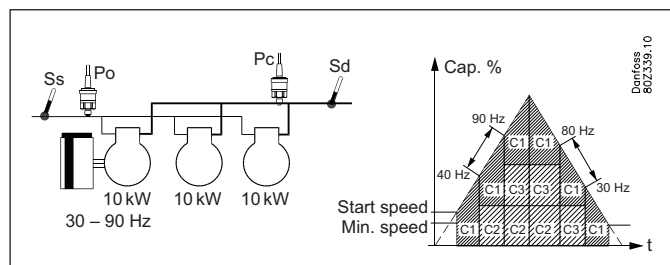 Ss
Po
Pc
Sd
10 kW
10 kW
10 kW
30 – 90 Hz
Danfoss
80Z339.10
Cap. %
90 Hz
80 Hz
40 Hz
30 Hz
C1
C1
C1
C3
C3
C1
Start speed
Min. speed
C1
C2
C2
C2
C3
C1
t